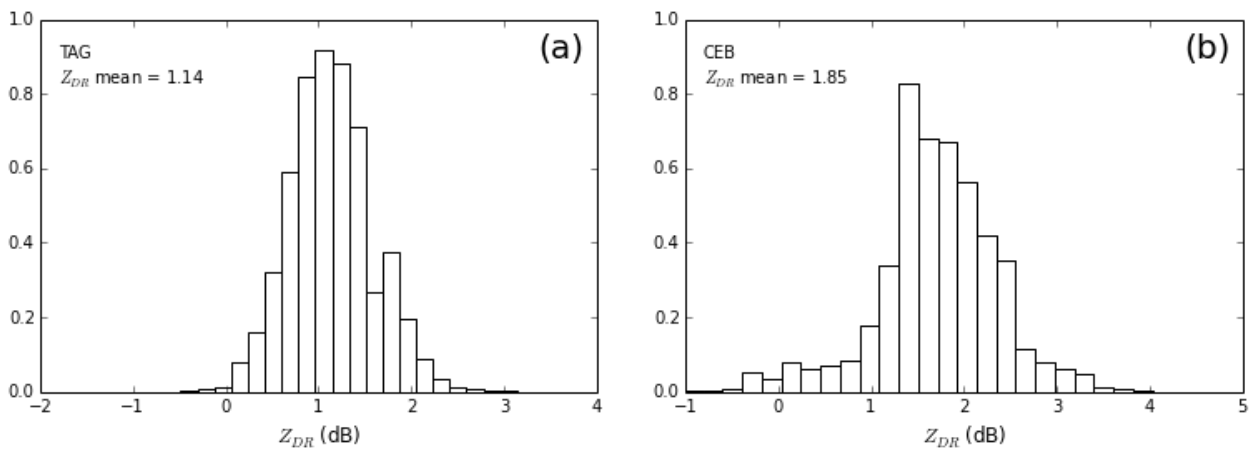 (a)
TAG
Z_DR mean = 1.14
1.0
0.8
0.6
0.4
0.2
0.0
−2 −1 0 1 2 3 4
Z_DR (dB)
(b)
CEB
Z_DR mean = 1.85
1.0
0.8
0.6
0.4
0.2
0.0
−1 0 1 2 3 4 5
Z_DR (dB)